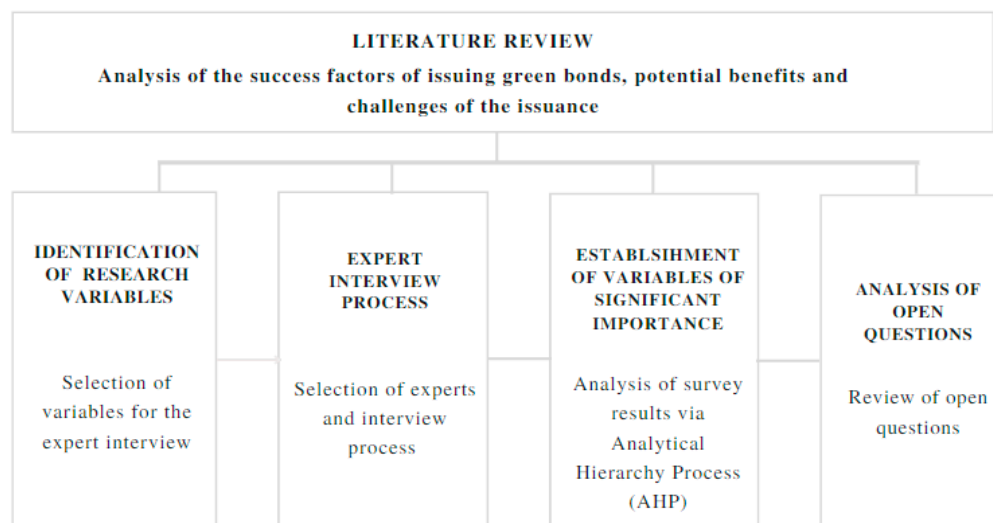 LITERATURE REVIEW
Analysis of the success factors of issuing green bonds, potential benefits and
challenges of the issuance
IDENTIFICATION
OF RESEARCH
VARIABLES
Selection of
variables for the
expert interview
EXPERT
INTERVIEW
PROCESS
Selection of experts
and interview
process
ESTABLSIHMENT
OF VARIABLES OF
SIGNIFICANT
IMPORTANCE
Analysis of survey
results via
Analytical
Hierarchy Process
(AHP)
ANALYSIS OF
OPEN
QUESTIONS
Review of open
questions